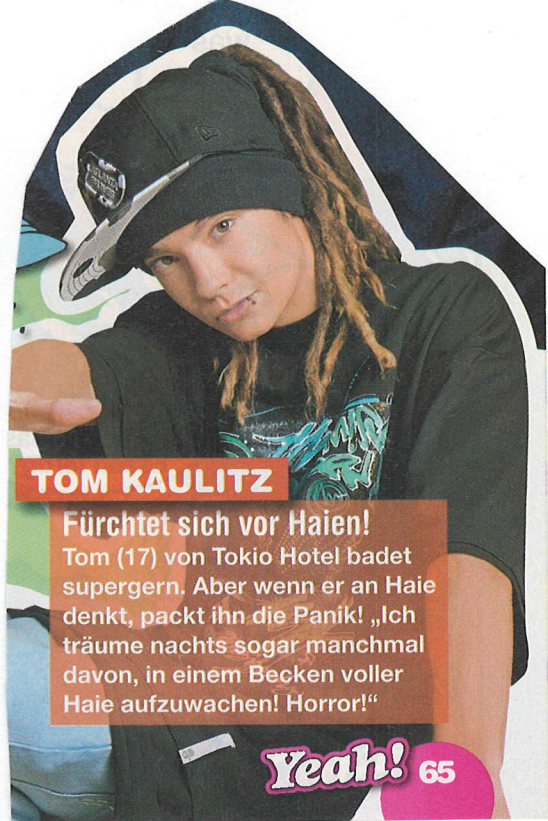 TOM KAULITZ
Fürchtet sich vor Haien!
Tom (17) von Tokio Hotel badet
supergern. Aber wenn er an Haie
denkt, packt ihn die Panik! „Ich
träume nachts sogar manchmal
davon, in einem Becken voller
Haie aufzuwachen! Horror!“
Yeah! 65